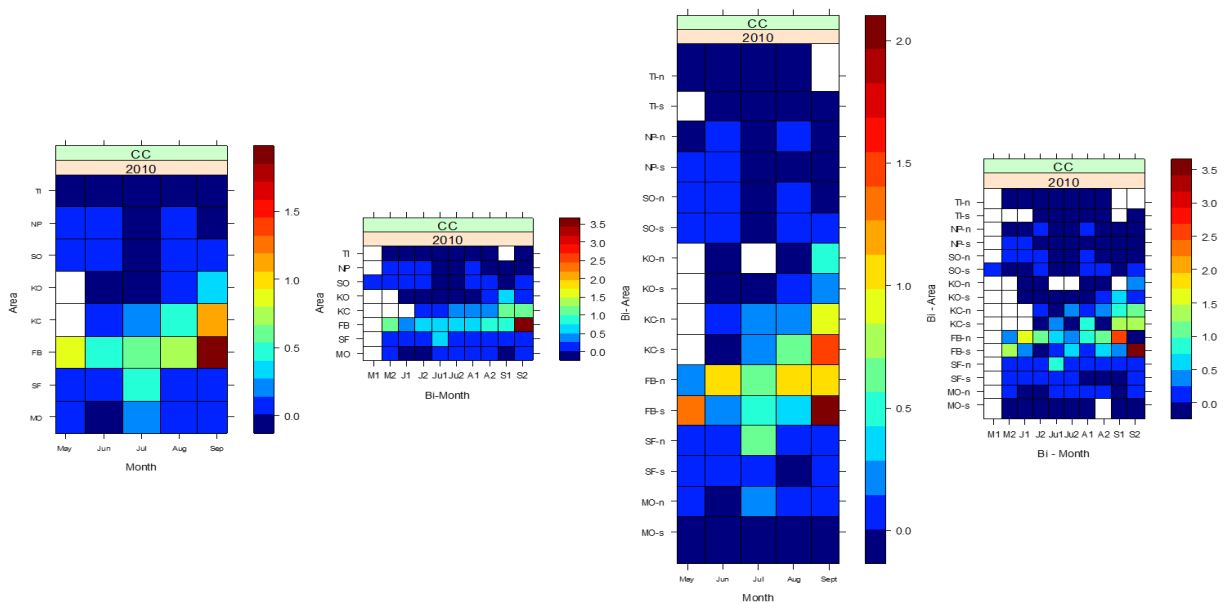 CC
2010
TI
NP
SO
KO
KC
FB
SF
MO
Area
May Jun Jul Aug Sep
Month
1.5
1.0
0.5
0.0
CC
2010
TI
NP
SO
KO
KC
FB
SF
MO
Area
M1 M2 J1 J2 Ju1 Ju2 A1 A2 S1 S2
Bi-Month
3.5
3.0
2.5
2.0
1.5
1.0
0.5
0.0
CC
2010
TI-n
TI-s
NP-n
NP-s
SO-n
SO-s
KO-n
KO-s
KC-n
KC-s
FB-n
FB-s
SF-n
SF-s
MO-n
MO-s
Bi- Area
May Jun Jul Aug Sept
Month
2.0
1.5
1.0
0.5
0.0
CC
2010
TI-n
TI-s
NP-n
NP-s
SO-n
SO-s
KO-n
KO-s
KC-n
KC-s
FB-n
FB-s
SF-n
SF-s
MO-n
MO-s
Bi - Area
M1 M2 J1 J2 Ju1 Ju2 A1 A2 S1 S2
Bi - Month
3.5
3.0
2.5
2.0
1.5
1.0
0.5
0.0